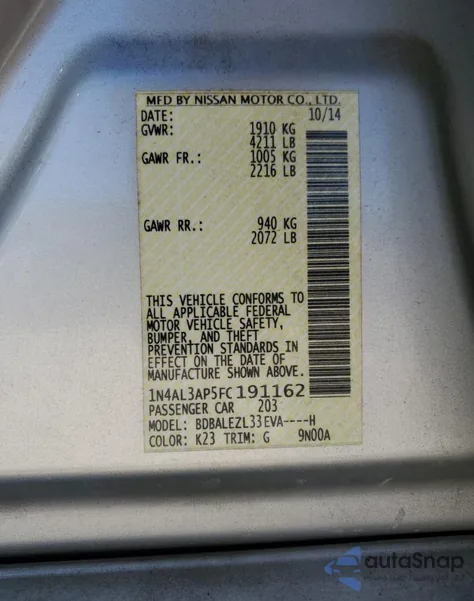 MFD BY NISSAN MOTOR CO., LTD.
DATE: 10/14
GVWR: 1910 KG
4211 LB
GAWR FR.: 1005 KG
2216 LB
GAWR RR.: 940 KG
2072 LB
THIS VEHICLE CONFORMS TO
ALL APPLICABLE FEDERAL
MOTOR VEHICLE SAFETY,
BUMPER, AND THEFT
PREVENTION STANDARDS IN
EFFECT ON THE DATE OF
MANUFACTURE SHOWN ABOVE.
1N4AL3AP5FC191162
PASSENGER CAR 203
MODEL: BDBALEZL33EVA----H
COLOR: K23 TRIM: G 9N00A
autaSnap